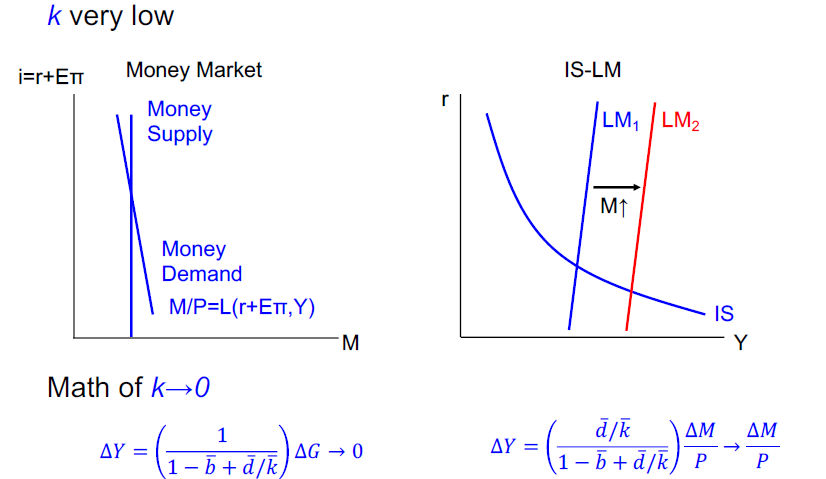 k very low
Money Market
i=r+Eπ
Money
Supply
Money
Demand
M/P=L(r+Eπ,Y)
M
IS-LM
r
LM₁
LM₂
M↑
IS
Y
Math of k→0
ΔY = (1 / (1 − b̄ + d̄/k̄)) ΔG → 0
ΔY = ((d̄/k̄) / (1 − b̄ + d̄/k̄)) ΔM/P → ΔM/P